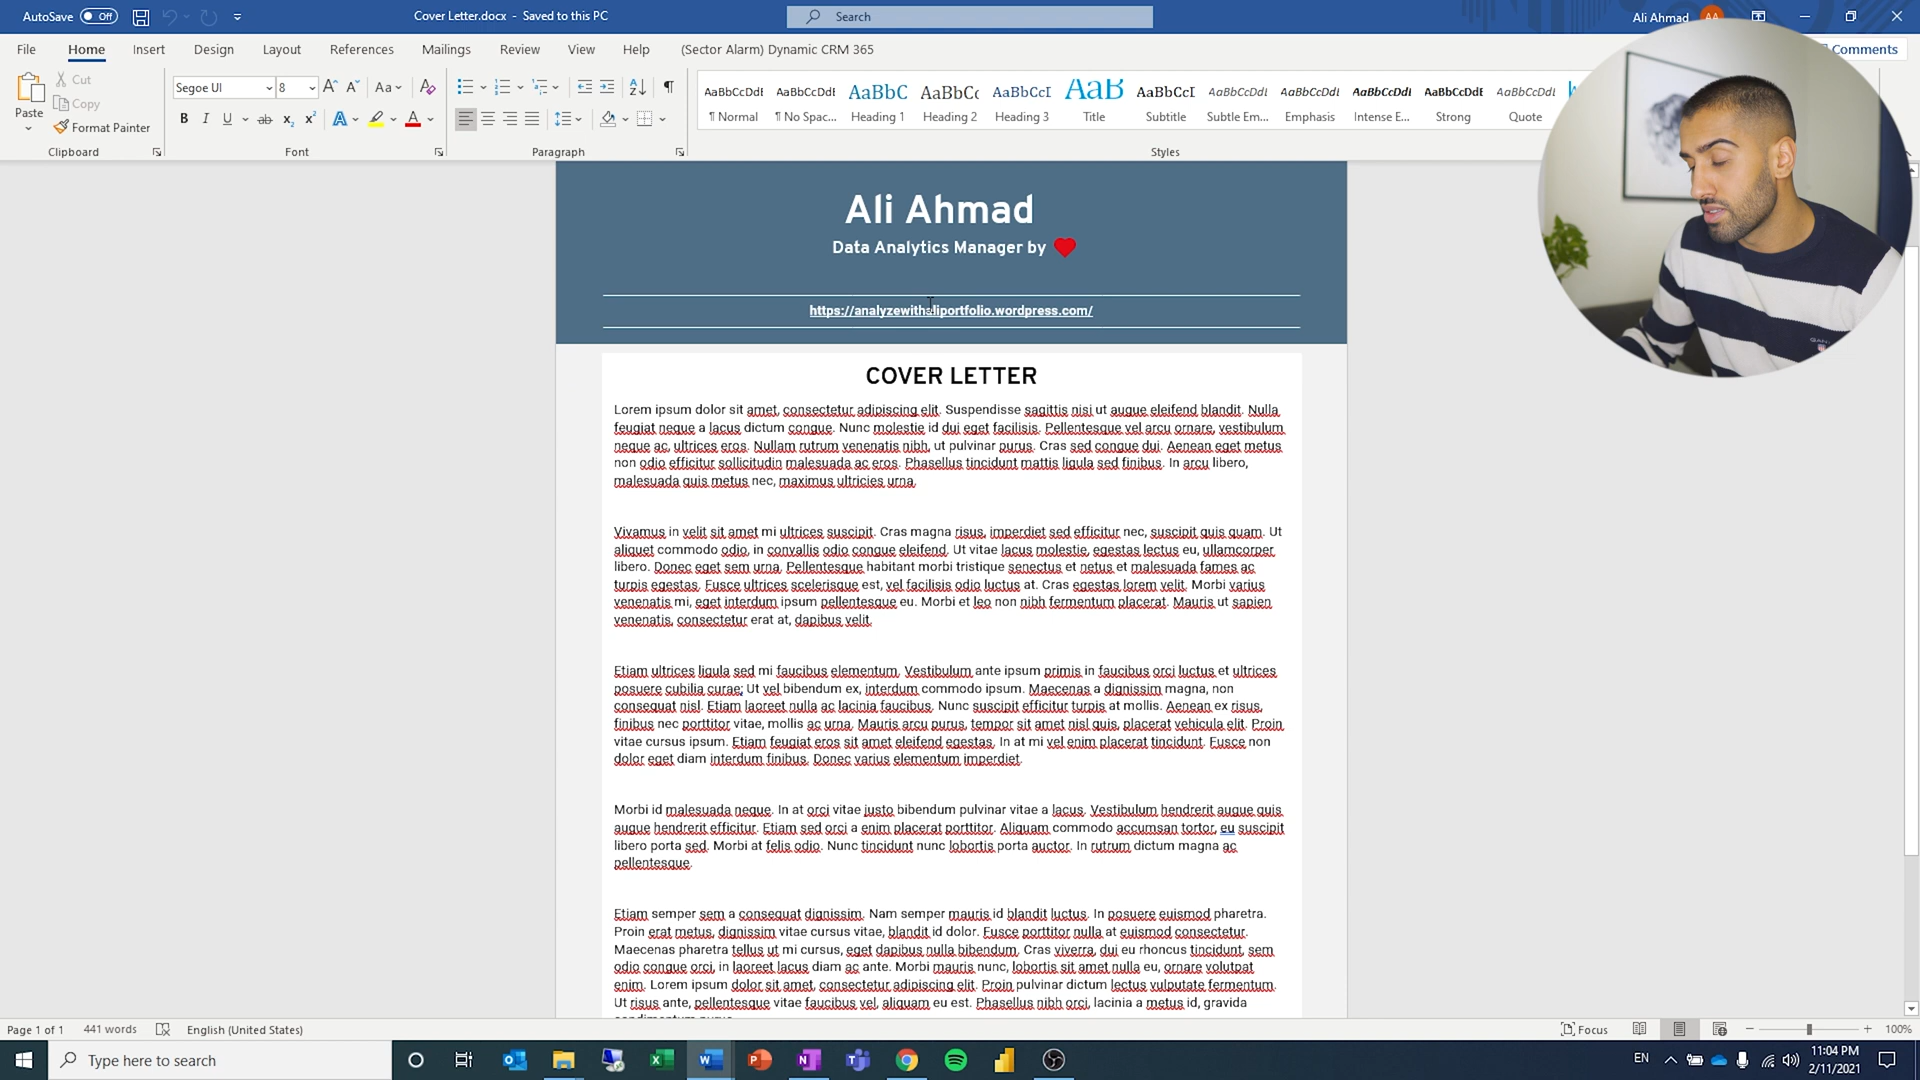 AutoSave Off
Cover Letter.docx - Saved to this PC
Search
Ali Ahmad AA
File Home Insert Design Layout References Mailings Review View Help (Sector Alarm) Dynamic CRM 365
Comments
Paste
Cut
Copy
Format Painter
Clipboard
Segoe UI 8
Font
Paragraph
AaBbCcDdE AaBbCcDdE AaBbC AaBbCc AaBbCcI AaB AaBbCcI AaBbCcDdI AaBbCcDdI AaBbCcDdI AaBbCcDdE AaBbCcDdI
¶ Normal ¶ No Spac... Heading 1 Heading 2 Heading 3 Title Subtitle Subtle Em... Emphasis Intense E... Strong Quote
Styles
Ali Ahmad
Data Analytics Manager by
https://analyzewithaliportfolio.wordpress.com/
COVER LETTER
Lorem ipsum dolor sit amet, consectetur adipiscing elit. Suspendisse sagittis nisi ut augue eleifend blandit. Nulla
feugiat neque a lacus dictum congue. Nunc molestie id dui eget facilisis. Pellentesque vel arcu ornare, vestibulum
neque ac, ultrices eros. Nullam rutrum venenatis nibh, ut pulvinar purus. Cras sed congue dui. Aenean eget metus
non odio efficitur sollicitudin malesuada ac eros. Phasellus tincidunt mattis ligula sed finibus. In arcu libero,
malesuada quis metus nec, maximus ultricies urna.
Vivamus in velit sit amet mi ultrices suscipit. Cras magna risus, imperdiet sed efficitur nec, suscipit quis quam. Ut
aliquet commodo odio, in convallis odio congue eleifend. Ut vitae lacus molestie, egestas lectus eu, ullamcorper
libero. Donec eget sem urna. Pellentesque habitant morbi tristique senectus et netus et malesuada fames ac
turpis egestas. Fusce ultrices scelerisque est, vel facilisis odio luctus at. Cras egestas lorem velit. Morbi varius
venenatis mi, eget interdum ipsum pellentesque eu. Morbi et leo non nibh fermentum placerat. Mauris ut sapien
venenatis, consectetur erat at, dapibus velit.
Etiam ultrices ligula sed mi faucibus elementum. Vestibulum ante ipsum primis in faucibus orci luctus et ultrices
posuere cubilia curae; Ut vel bibendum ex, interdum commodo ipsum. Maecenas a dignissim magna, non
consequat nisl. Etiam laoreet nulla ac lacinia faucibus. Nunc suscipit efficitur turpis at mollis. Aenean ex risus,
finibus nec porttitor vitae, mollis ac urna. Mauris arcu purus, tempor sit amet nisl quis, placerat vehicula elit. Proin
vitae cursus ipsum. Etiam feugiat eros sit amet eleifend egestas. In at mi vel enim placerat tincidunt. Fusce non
dolor eget diam interdum finibus. Donec varius elementum imperdiet.
Morbi id malesuada neque. In at orci vitae justo bibendum pulvinar vitae a lacus. Vestibulum hendrerit augue quis
augue hendrerit efficitur. Etiam sed orci a enim placerat porttitor. Aliquam commodo accumsan tortor, eu suscipit
libero porta sed. Morbi at felis odio. Nunc tincidunt nunc lobortis porta auctor. In rutrum dictum magna ac
pellentesque.
Etiam semper sem a consequat dignissim. Nam semper mauris id blandit luctus. In posuere euismod pharetra.
Proin erat metus, dignissim vitae cursus vitae, blandit id dolor. Fusce porttitor nulla at euismod consectetur.
Maecenas pharetra tellus ut mi cursus, eget dapibus nulla bibendum. Cras viverra, dui eu rhoncus tincidunt, sem
odio congue orci, in laoreet lacus diam ac ante. Morbi mauris nunc, lobortis sit amet nulla eu, ornare volutpat
enim. Lorem ipsum dolor sit amet, consectetur adipiscing elit. Proin pulvinar dictum lectus vulputate fermentum.
Ut risus ante, pellentesque vitae faucibus vel, aliquam eu est. Phasellus nibh orci, lacinia a metus id, gravida
Page 1 of 1 441 words English (United States)
Focus
100%
Type here to search
EN
11:04 PM
2/11/2021